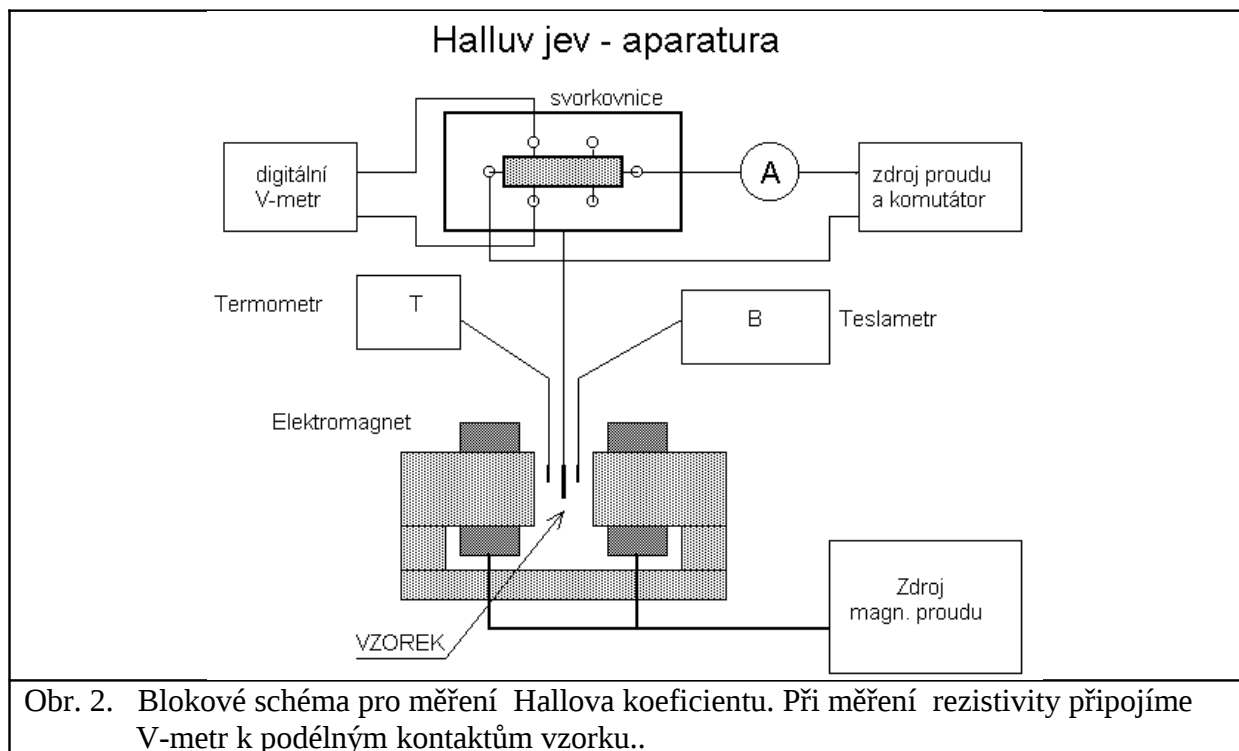 Halluv jev - aparatura
svorkovnice
digitální
V-metr
A
zdroj proudu
a komutátor
Termometr
T
B
Teslametr
Elektromagnet
VZOREK
Zdroj
magn. proudu
Obr. 2. Blokové schéma pro měření Hallova koeficientu. Při měření rezistivity připojíme
V-metr k podélným kontaktům vzorku..